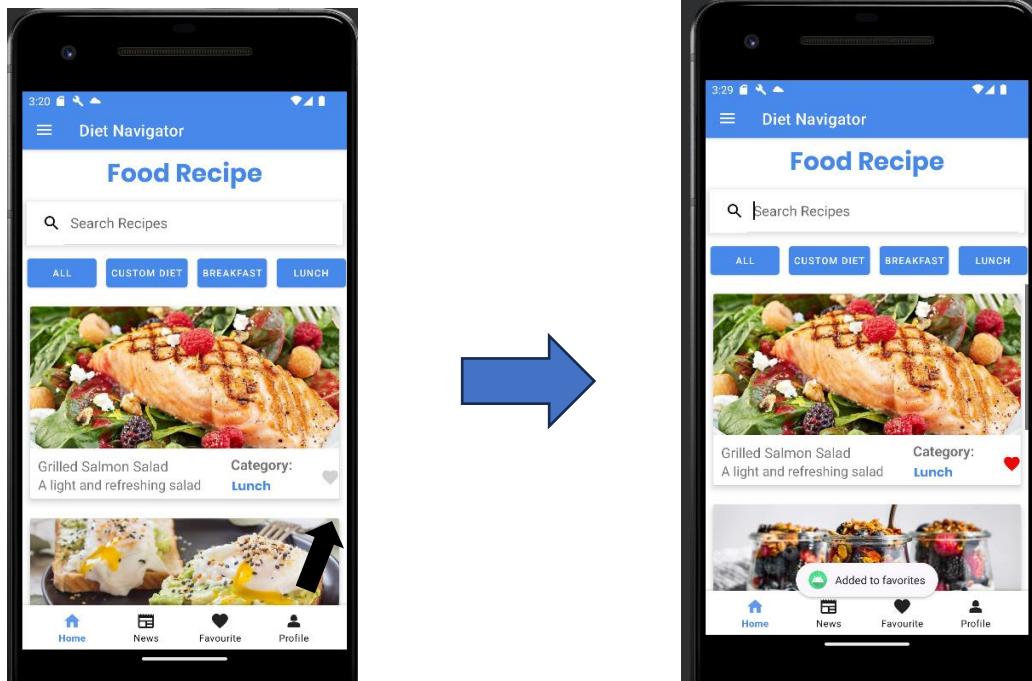 3:20
Diet Navigator
Food Recipe
Search Recipes
ALL CUSTOM DIET BREAKFAST LUNCH
Grilled Salmon Salad Category:
A light and refreshing salad Lunch
Home News Favourite Profile
3:29
Diet Navigator
Food Recipe
Search Recipes
ALL CUSTOM DIET BREAKFAST LUNCH
Grilled Salmon Salad Category:
A light and refreshing salad Lunch
Added to favorites
Home News Favourite Profile